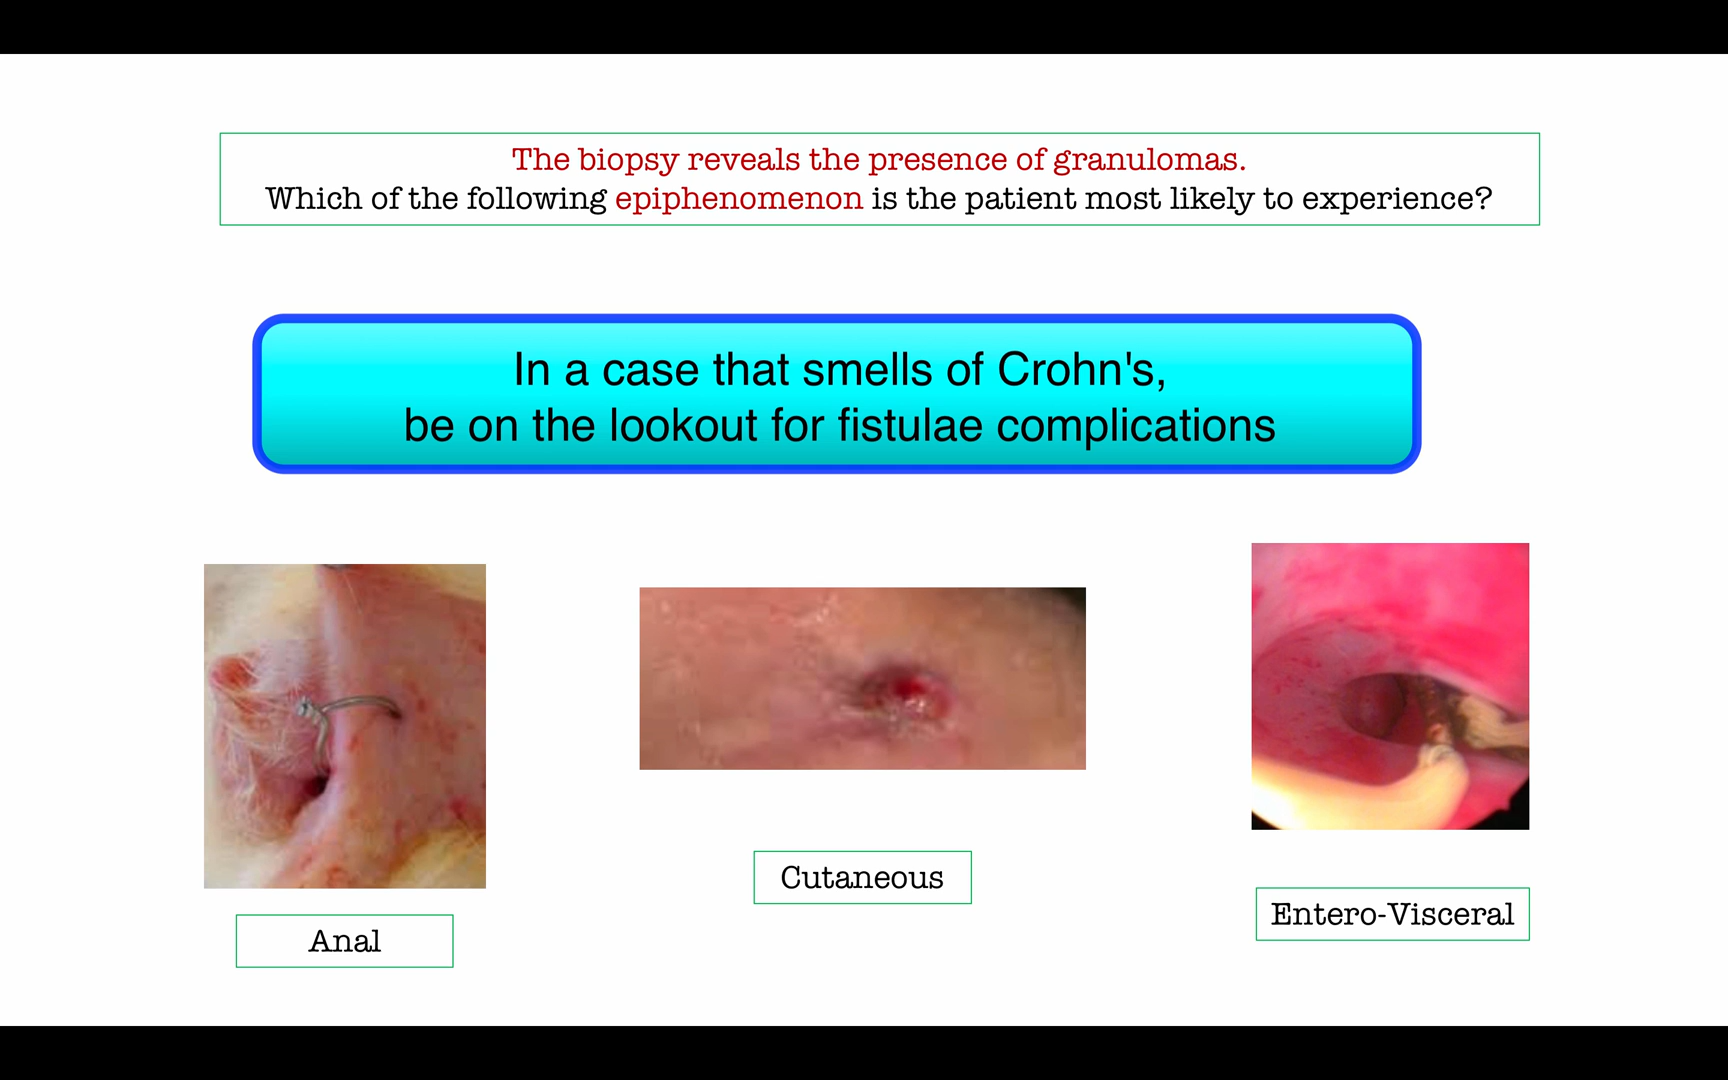 The biopsy reveals the presence of granulomas.
Which of the following epiphenomenon is the patient most likely to experience?
In a case that smells of Crohn's,
be on the lookout for fistulae complications
Anal
Cutaneous
Entero-Visceral